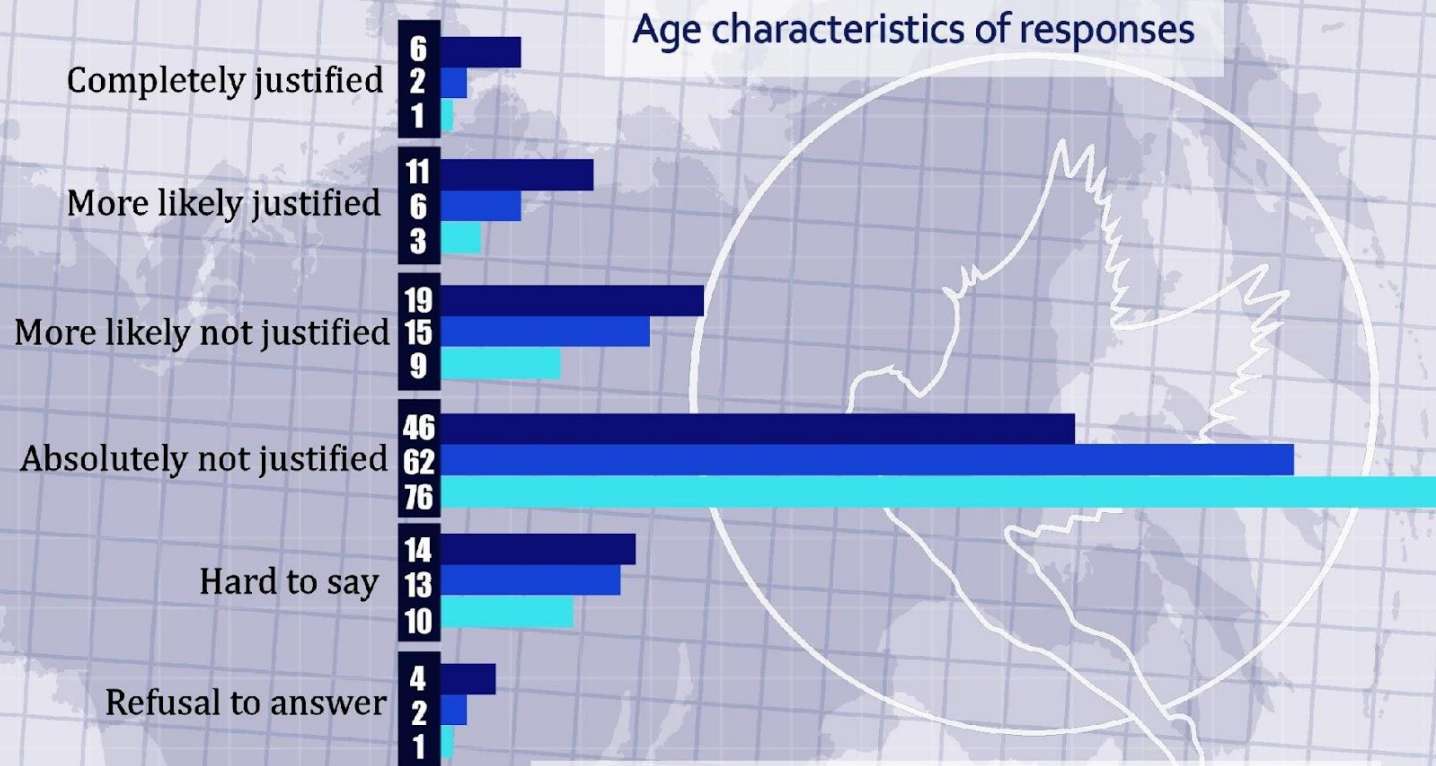 Age characteristics of responses
Completely justified
6
2
1
More likely justified
11
6
3
More likely not justified
19
15
9
Absolutely not justified
46
62
76
Hard to say
14
13
10
Refusal to answer
4
2
1